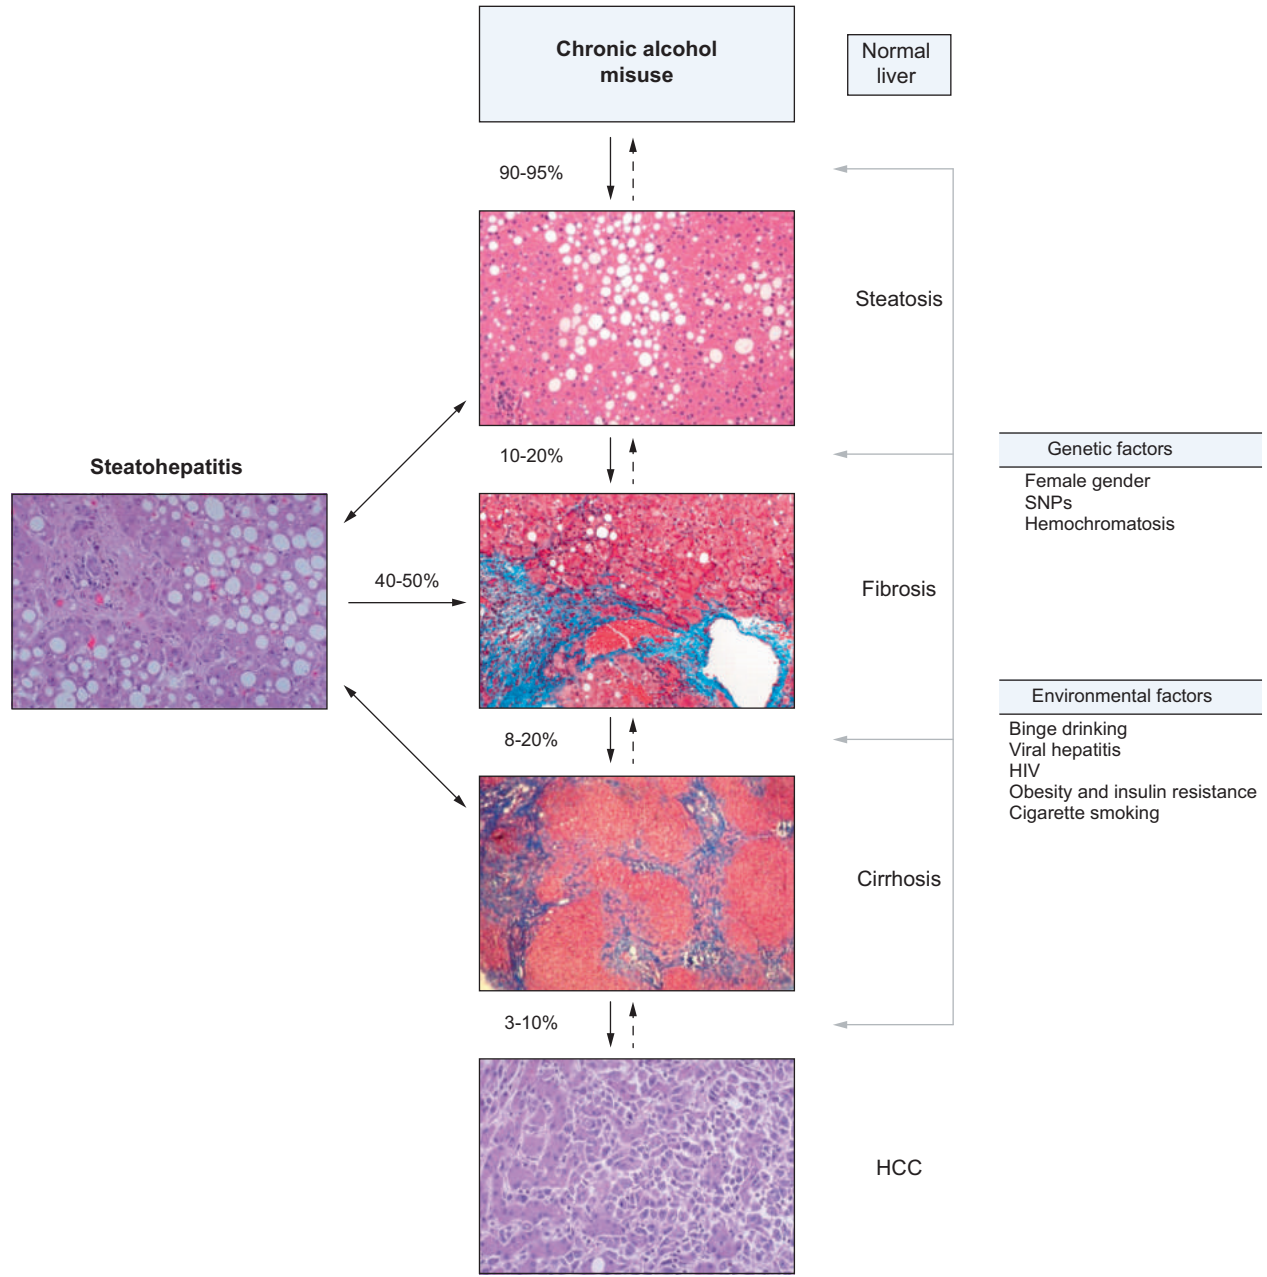 Chronic alcohol
misuse
Normal
liver
90-95%
Steatosis
10-20%
Steatohepatitis
40-50%
Fibrosis
8-20%
Cirrhosis
3-10%
HCC
Genetic factors
Female gender
SNPs
Hemochromatosis
Environmental factors
Binge drinking
Viral hepatitis
HIV
Obesity and insulin resistance
Cigarette smoking